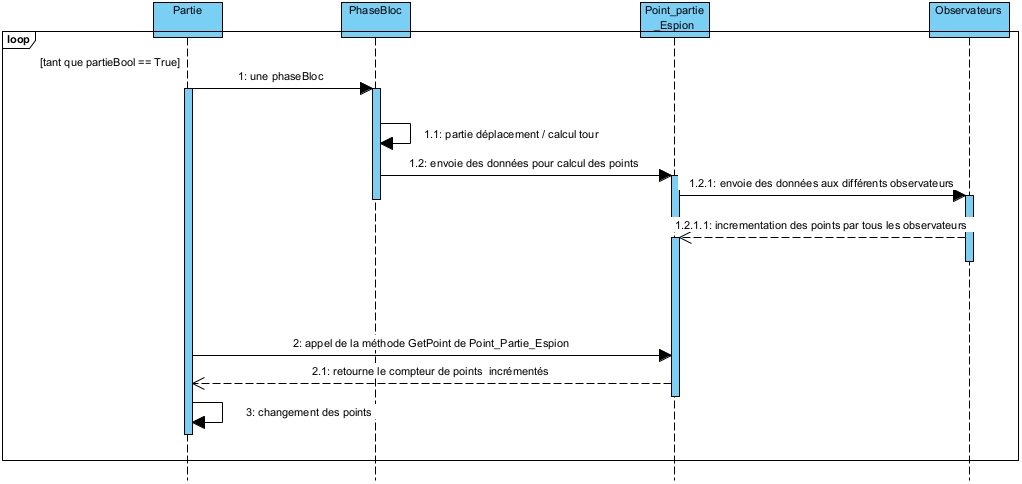 Partie
PhaseBloc
Point_partie
_Espion
Observateurs
loop
[tant que partieBool == True]
1: une phaseBloc
1.1: partie déplacement / calcul tour
1.2: envoie des données pour calcul des points
1.2.1: envoie des données aux différents observateurs
1.2.1.1: incrementation des points par tous les observateurs
2: appel de la méthode GetPoint de Point_Partie_Espion
2.1: retourne le compteur de points  incrémentés
3: changement des points